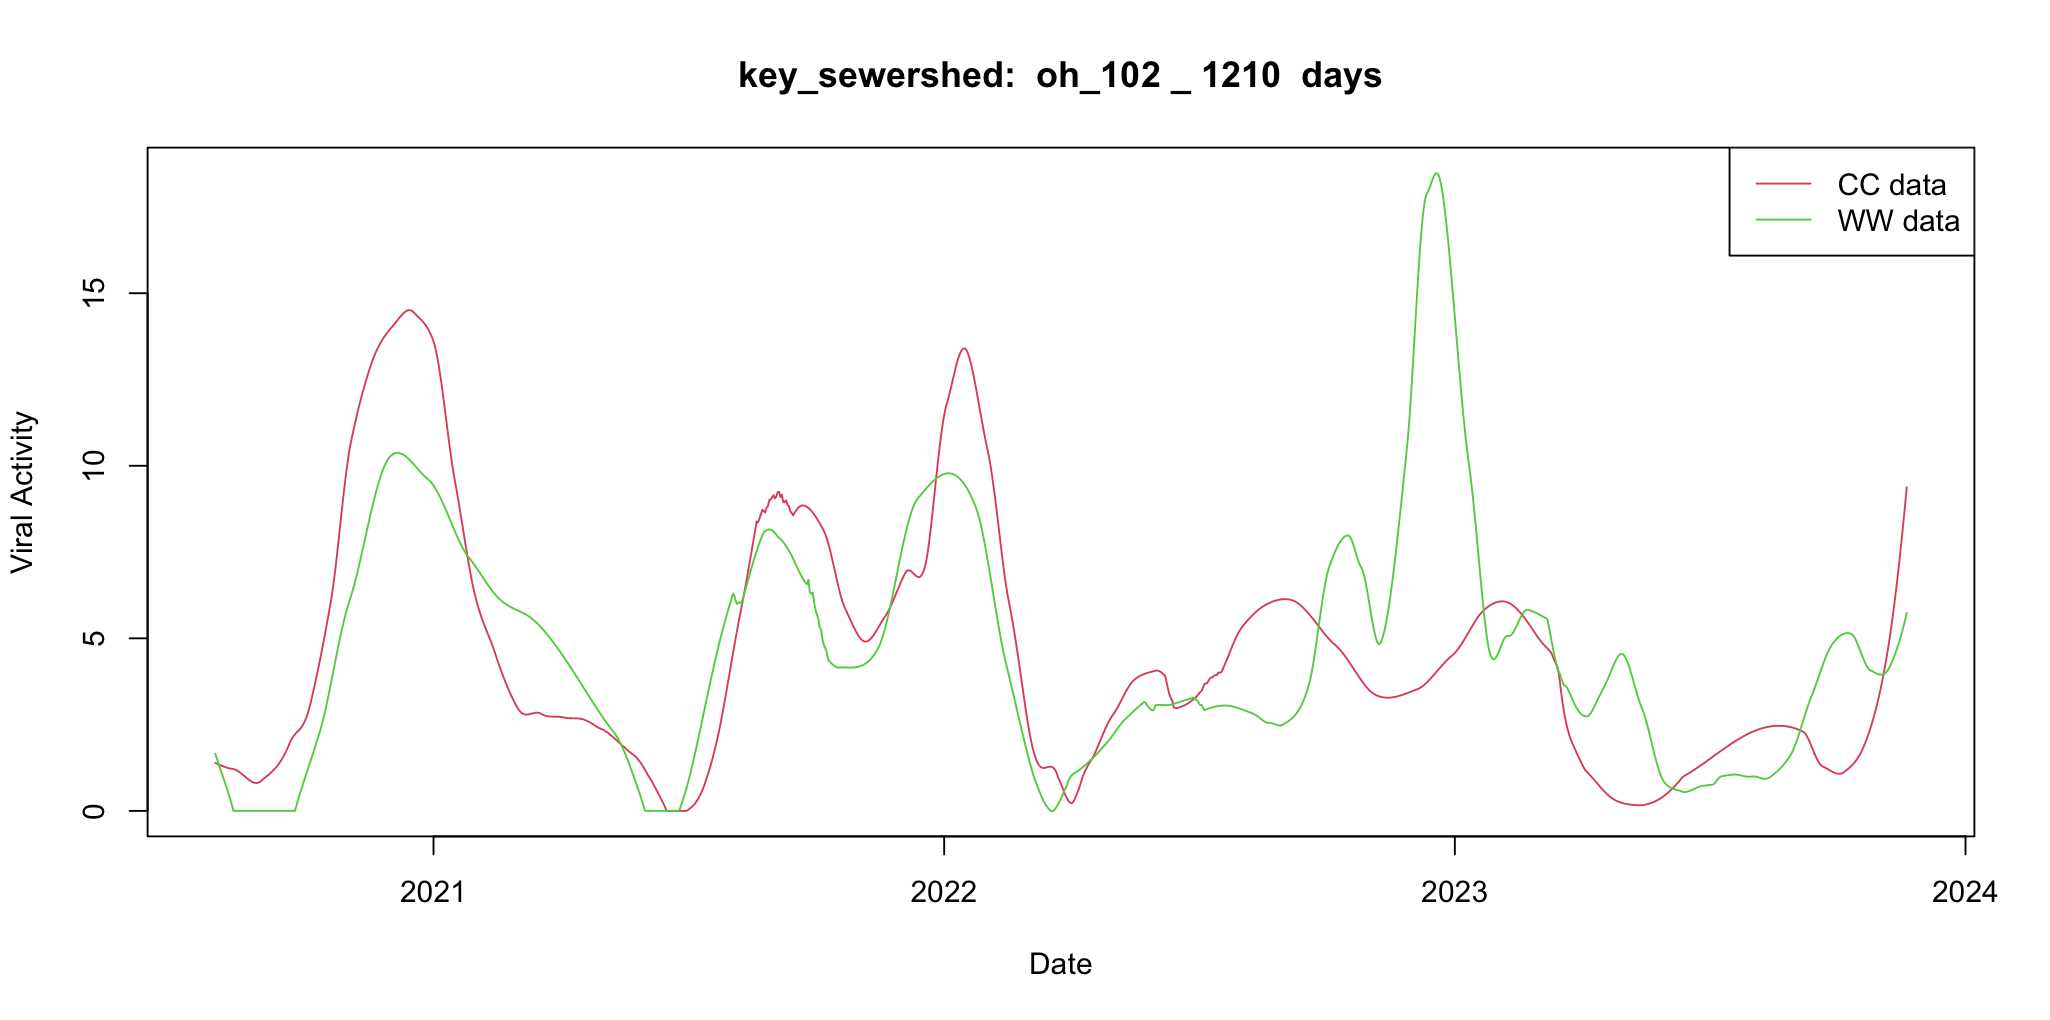 key_sewershed:  oh_102 _ 1210  days
CC data
WW data
Viral Activity
15
10
5
0
2021
2022
2023
2024
Date